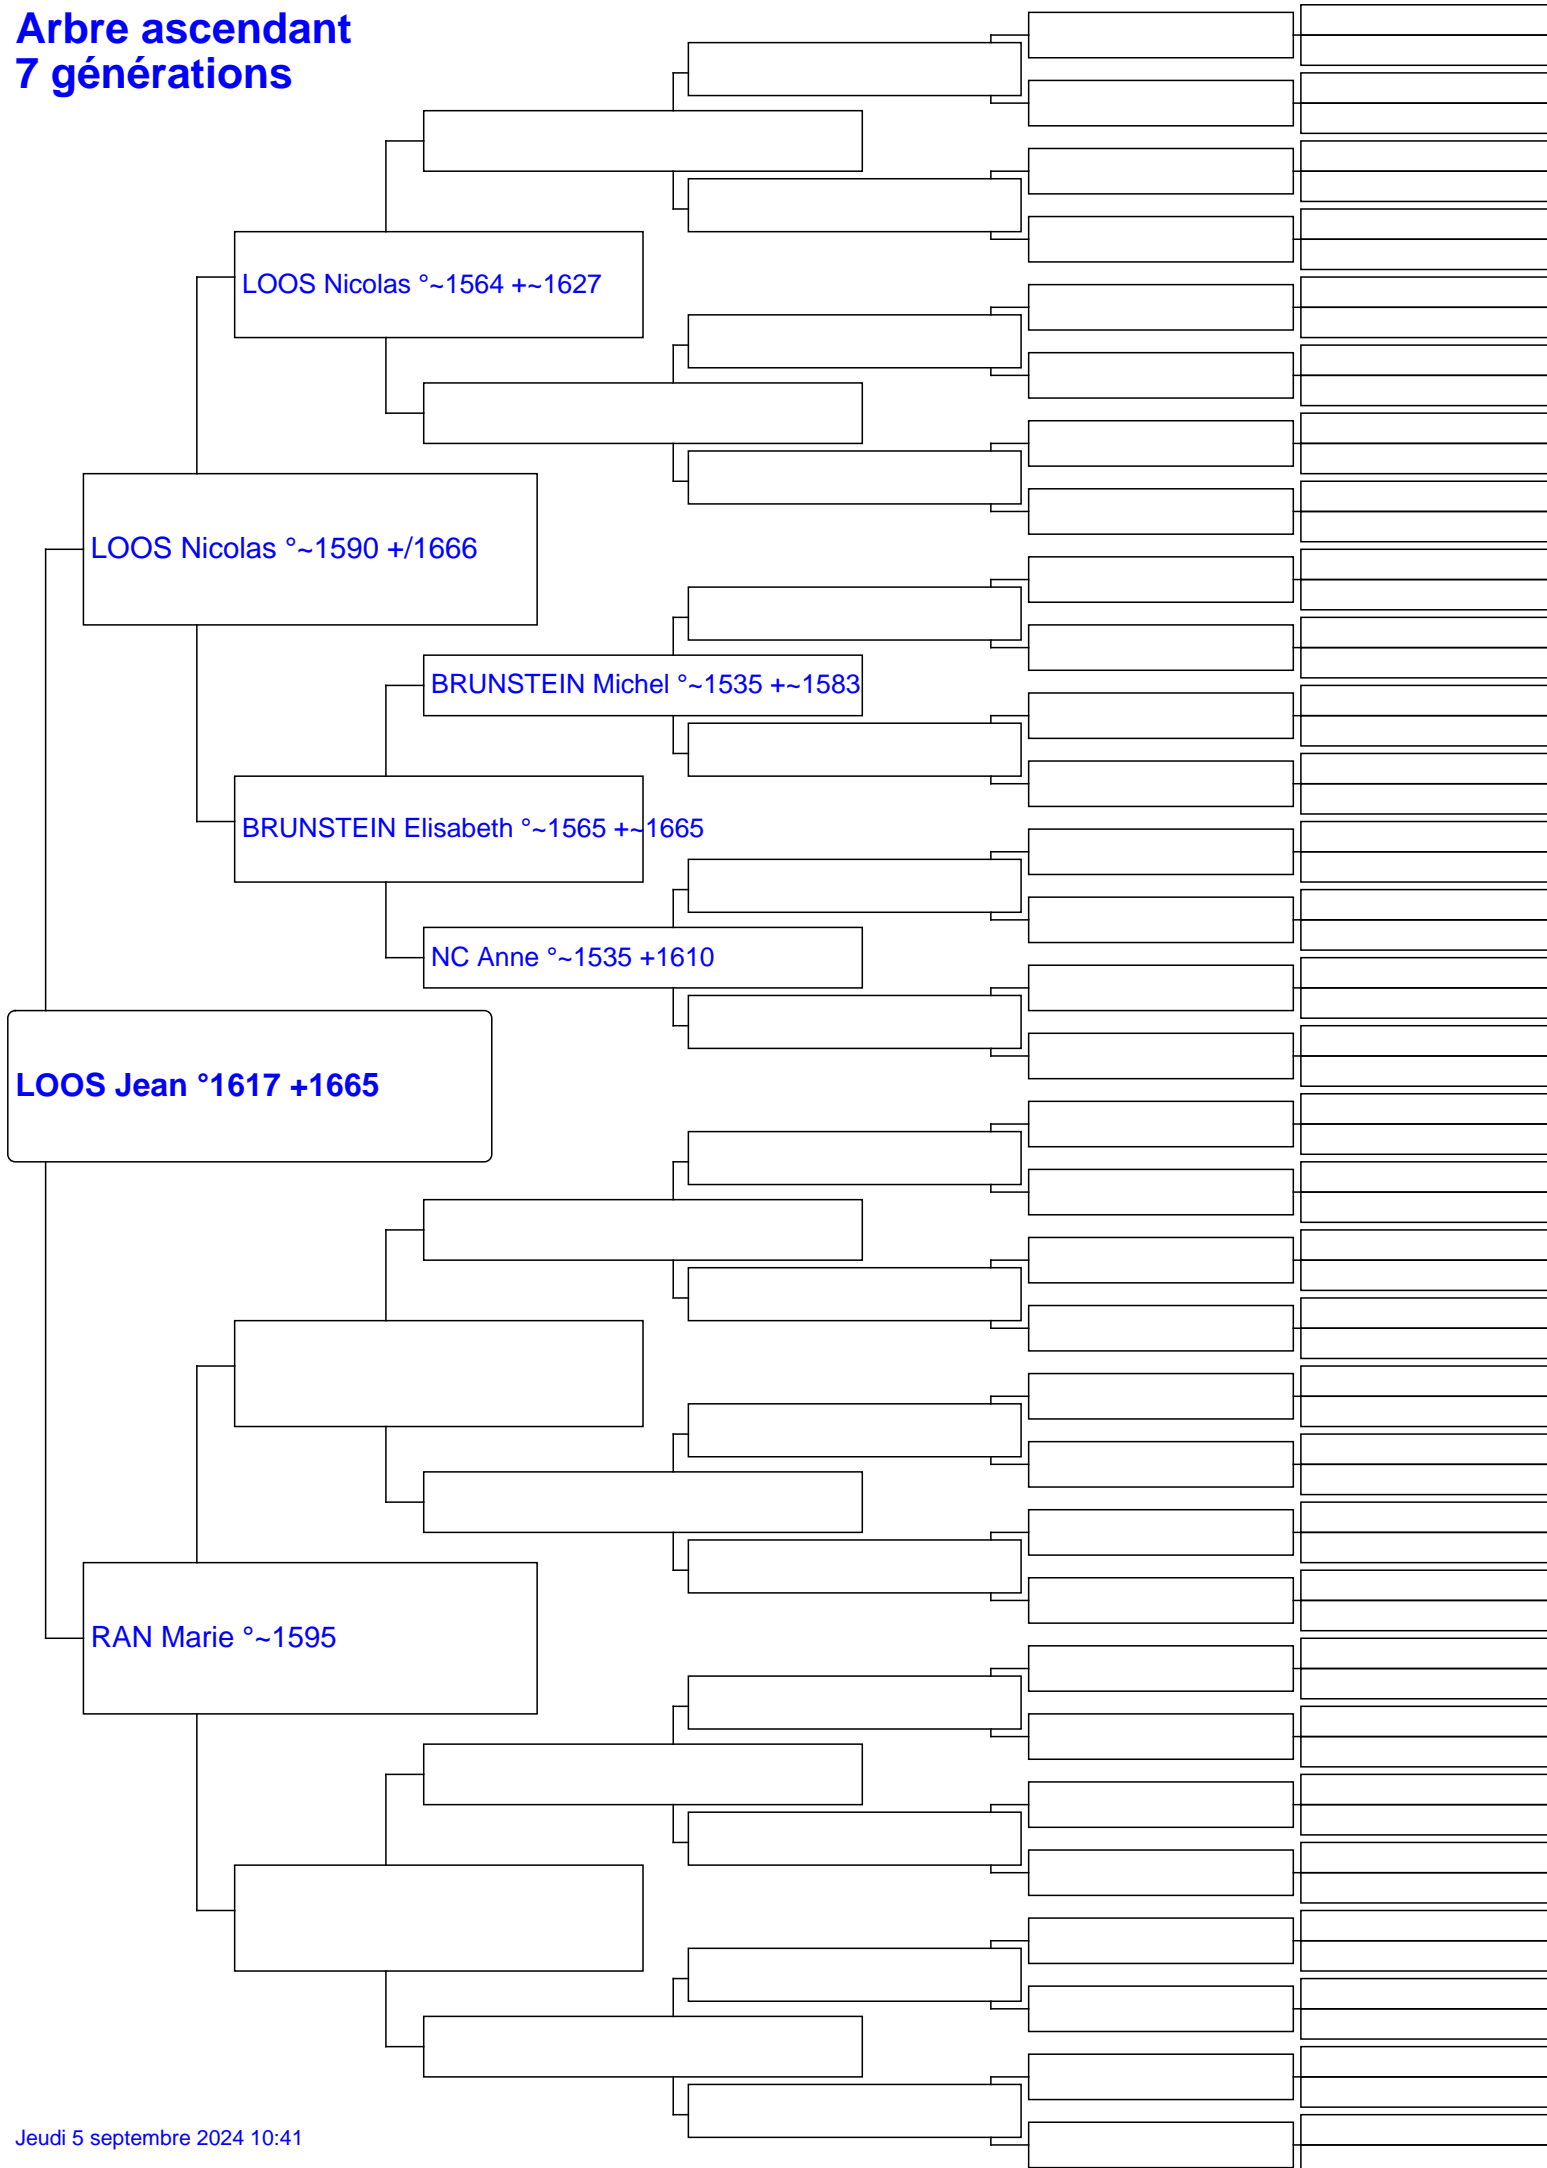 Arbre ascendant
7 générations
LOOS Nicolas °~1564 +~1627
LOOS Nicolas °~1590 +/1666
BRUNSTEIN Michel °~1535 +~1583
BRUNSTEIN Elisabeth °~1565 +~1665
NC Anne °~1535 +1610
LOOS Jean °1617 +1665
RAN Marie °~1595
Jeudi 5 septembre 2024 10:41